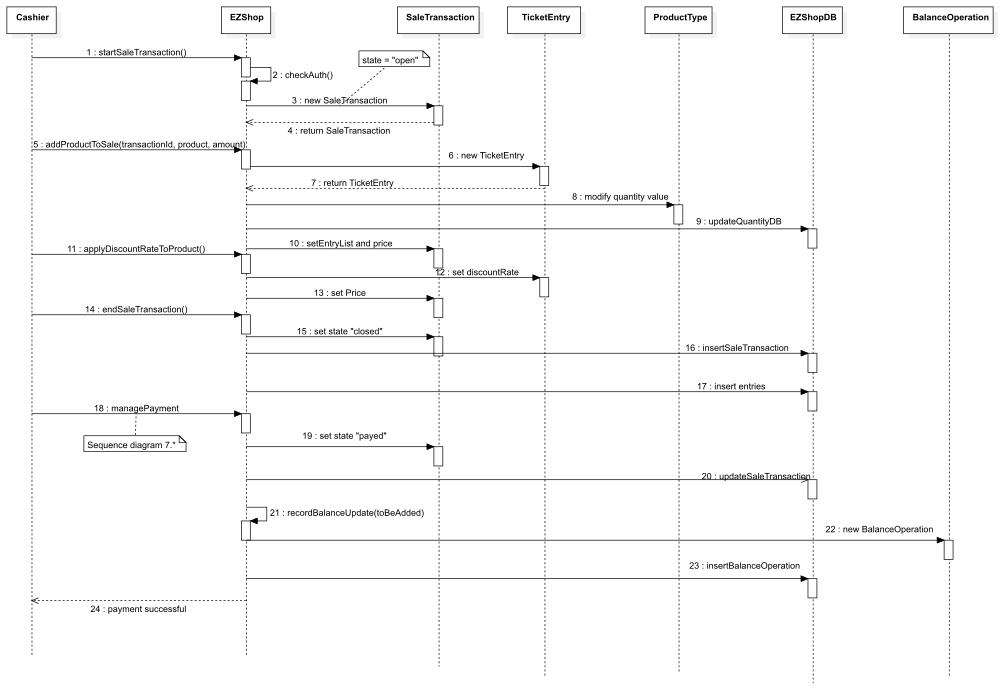 Cashier
EZShop
SaleTransaction
TicketEntry
ProductType
EZShopDB
BalanceOperation
1 : startSaleTransaction()
state = "open"
2 : checkAuth()
3 : new SaleTransaction
4 : return SaleTransaction
5 : addProductToSale(transactionId, product, amount)
6 : new TicketEntry
7 : return TicketEntry
8 : modify quantity value
9 : updateQuantityDB
10 : setEntryList and price
11 : applyDiscountRateToProduct()
12 : set discountRate
13 : set Price
14 : endSaleTransaction()
15 : set state "closed"
16 : insertSaleTransaction
17 : insert entries
18 : managePayment
Sequence diagram 7.*
19 : set state "payed"
20 : updateSaleTransaction
21 : recordBalanceUpdate(toBeAdded)
22 : new BalanceOperation
23 : insertBalanceOperation
24 : payment successful